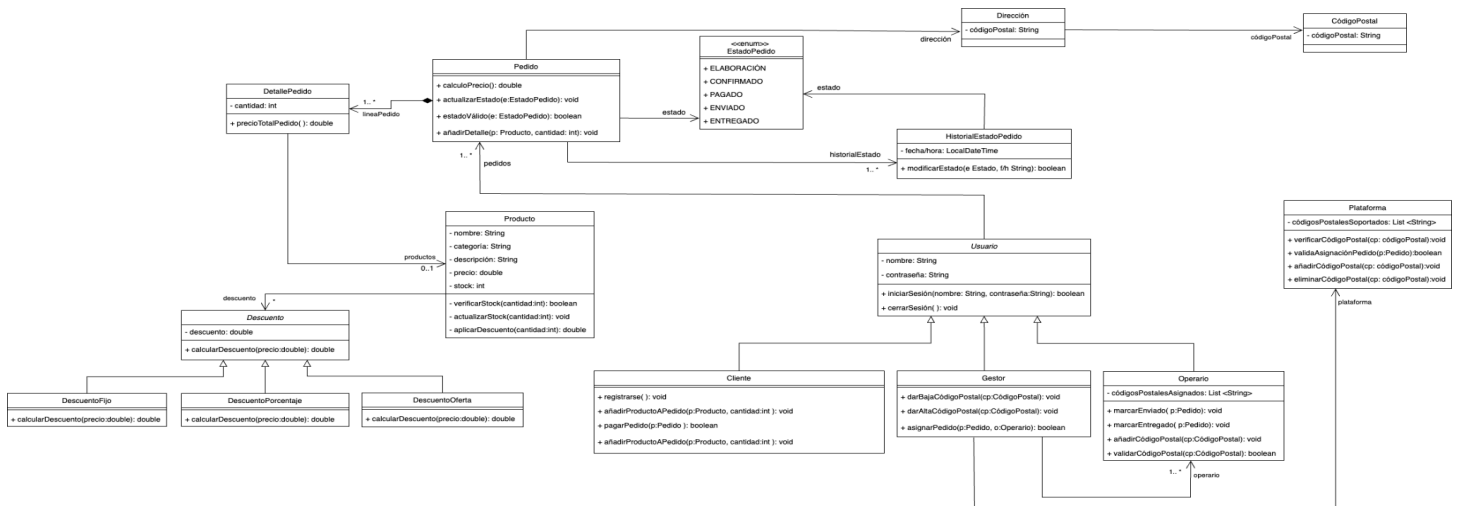 Dirección
- códigoPostal: String
dirección
CódigoPostal
- códigoPostal: String
códigoPostal
<<enum>>
EstadoPedido
+ ELABORACIÓN
+ CONFIRMADO
+ PAGADO
+ ENVIADO
+ ENTREGADO
estado
estado
Pedido
+ calculoPrecio(): double
+ actualizarEstado(e:EstadoPedido): void
+ estadoVálido(e: EstadoPedido): boolean
+ añadirDetalle(p: Producto, cantidad: int): void
DetallePedido
- cantidad: int
+ precioTotalPedido( ): double
1.. *
lineaPedido
HistorialEstadoPedido
- fecha/hora: LocalDateTime
+ modificarEstado(e Estado, f/h String): boolean
historialEstado
1.. *
1.. *
pedidos
Producto
- nombre: String
- categoría: String
- descripción: String
- precio: double
- stock: int
- verificarStock(cantidad:int): boolean
- actualizarStock(cantidad:int): void
- aplicarDescuento(cantidad:int): double
productos
0..1
descuento
*
Descuento
- descuento: double
+ calcularDescuento(precio:double): double
DescuentoFijo
+ calcularDescuento(precio:double): double
DescuentoPorcentaje
+ calcularDescuento(precio:double): double
DescuentoOferta
+ calcularDescuento(precio:double): double
Usuario
- nombre: String
- contraseña: String
+ iniciarSesión(nombre: String, contraseña:String): boolean
+ cerrarSesión( ): void
Plataforma
- códigosPostalesSoportados: List <String>
+ verificarCódigoPostal(cp: códigoPostal):void
+ validaAsignaciónPedido(p:Pedido):boolean
+ añadirCódigoPostal(cp: códigoPostal):void
+ eliminarCódigoPostal(cp: códigoPostal):void
plataforma
Cliente
+ registrarse( ): void
+ añadirProductoAPedido(p:Producto, cantidad:int ): void
+ pagarPedido(p:Pedido ): boolean
+ añadirProductoAPedido(p:Producto, cantidad:int ): void
Gestor
+ darBajaCódigoPostal(cp:CódigoPostal): void
+ darAltaCódigoPostal(cp:CódigoPostal): void
+ asignarPedido(p:Pedido, o:Operario): boolean
Operario
- códigosPostalesAsignados: List <String>
+ marcarEnviado( p:Pedido): void
+ marcarEntregado( p:Pedido): void
+ añadirCódigoPostal(cp:CódigoPostal): void
+ validarCódigoPostal(cp:CódigoPostal): boolean
1.. *
operario